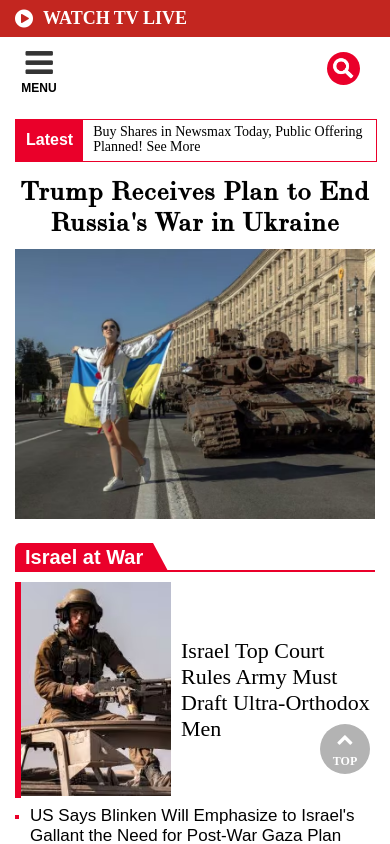 WATCH TV LIVE
MENU
Latest
Buy Shares in Newsmax Today, Public Offering
Planned! See More
Trump Receives Plan to End
Russia's War in Ukraine
Israel at War
Israel Top Court
Rules Army Must
Draft Ultra-Orthodox
Men
TOP
US Says Blinken Will Emphasize to Israel's
Gallant the Need for Post-War Gaza Plan